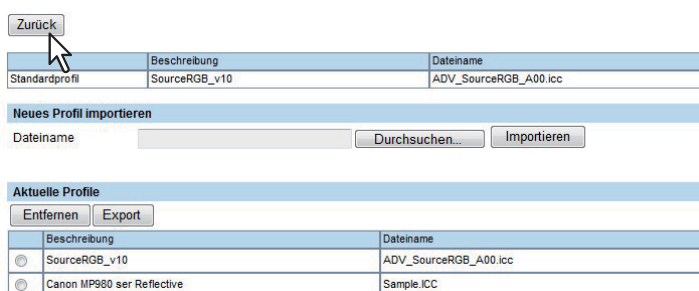 Zurück
Beschreibung Dateiname
Standardprofil SourceRGB_v10 ADV_SourceRGB_A00.icc
Neues Profil importieren
Dateiname Durchsuchen... Importieren
Aktuelle Profile
Entfernen Export
Beschreibung Dateiname
SourceRGB_v10 ADV_SourceRGB_A00.icc
Canon MP980 ser Reflective Sample.ICC